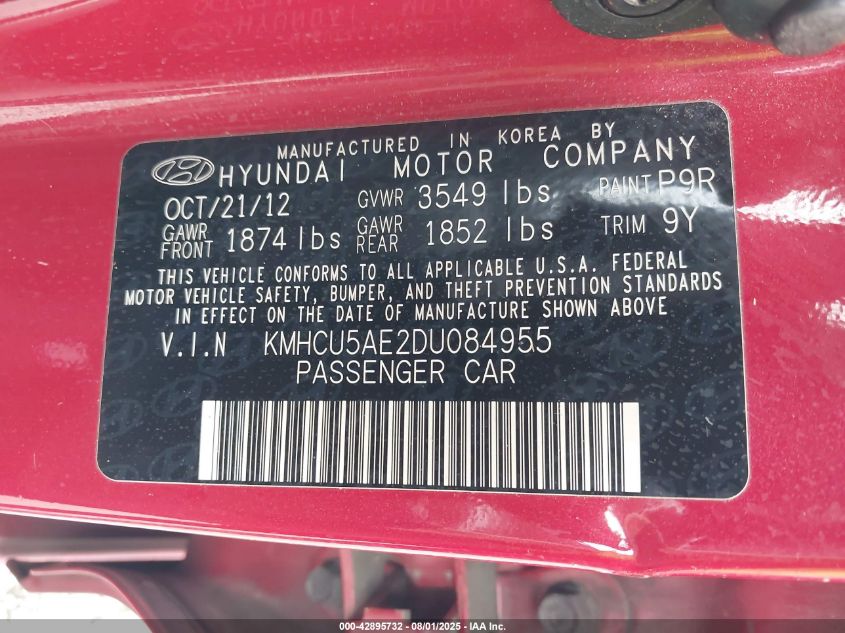 MANUFACTURED IN KOREA BY
HYUNDAI MOTOR COMPANY
OCT/21/12 GVWR 3549 lbs PAINT P9R
GAWR FRONT 1874 lbs GAWR REAR 1852 lbs TRIM 9Y
THIS VEHICLE CONFORMS TO ALL APPLICABLE U.S.A. FEDERAL
MOTOR VEHICLE SAFETY, BUMPER, AND THEFT PREVENTION STANDARDS
IN EFFECT ON THE DATE OF MANUFACTURE SHOWN ABOVE
V.I.N KMHCU5AE2DU084955
PASSENGER CAR
000-42895732 - 08/01/2025 - IAA Inc.